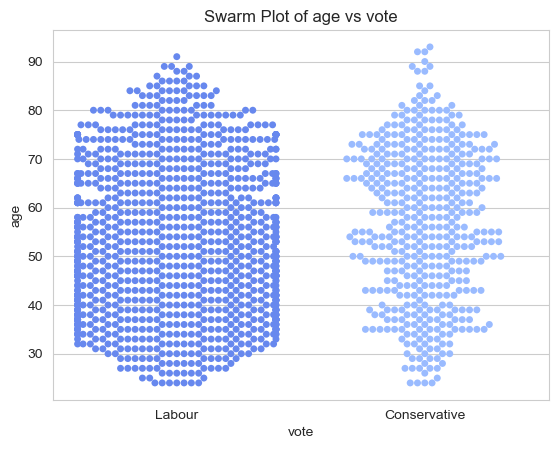 Swarm Plot of age vs vote
90
80
70
60
50
40
30
age
Labour
Conservative
vote